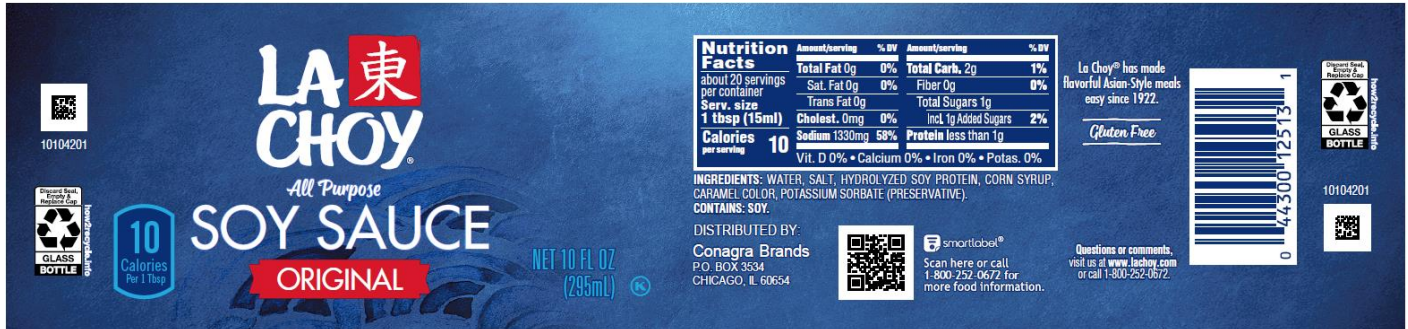 10104201
Discard Seal,
Empty &
Replace Cap
how2recycle.info
GLASS
BOTTLE
LA
東
CHOY®
All Purpose
SOY SAUCE
ORIGINAL
10
Calories
Per 1 Tbsp
NET 10 FL OZ
(295mL)
K
Nutrition
Facts
about 20 servings
per container
Serv. size
1 tbsp (15ml)
Calories 10
per serving
Amount/serving % DV
Total Fat 0g 0%
Sat. Fat 0g 0%
Trans Fat 0g
Cholest. 0mg 0%
Sodium 1330mg 58%
Amount/serving % DV
Total Carb. 2g 1%
Fiber 0g 0%
Total Sugars 1g
incl. 1g Added Sugars 2%
Protein less than 1g
Vit. D 0% • Calcium 0% • Iron 0% • Potas. 0%
INGREDIENTS: WATER, SALT, HYDROLYZED SOY PROTEIN, CORN SYRUP,
CARAMEL COLOR, POTASSIUM SORBATE (PRESERVATIVE).
CONTAINS: SOY.
DISTRIBUTED BY:
Conagra Brands
P.O. BOX 3534
CHICAGO, IL 60654
smartlabel®
Scan here or call
1-800-252-0672 for
more food information.
La Choy® has made
flavorful Asian-Style meals
easy since 1922.
Gluten Free
Questions or comments,
visit us at www.lachoy.com
or call 1-800-252-0672.
0 44300 12513 1
Discard Seal,
Empty &
Replace Cap
how2recycle.info
GLASS
BOTTLE
10104201